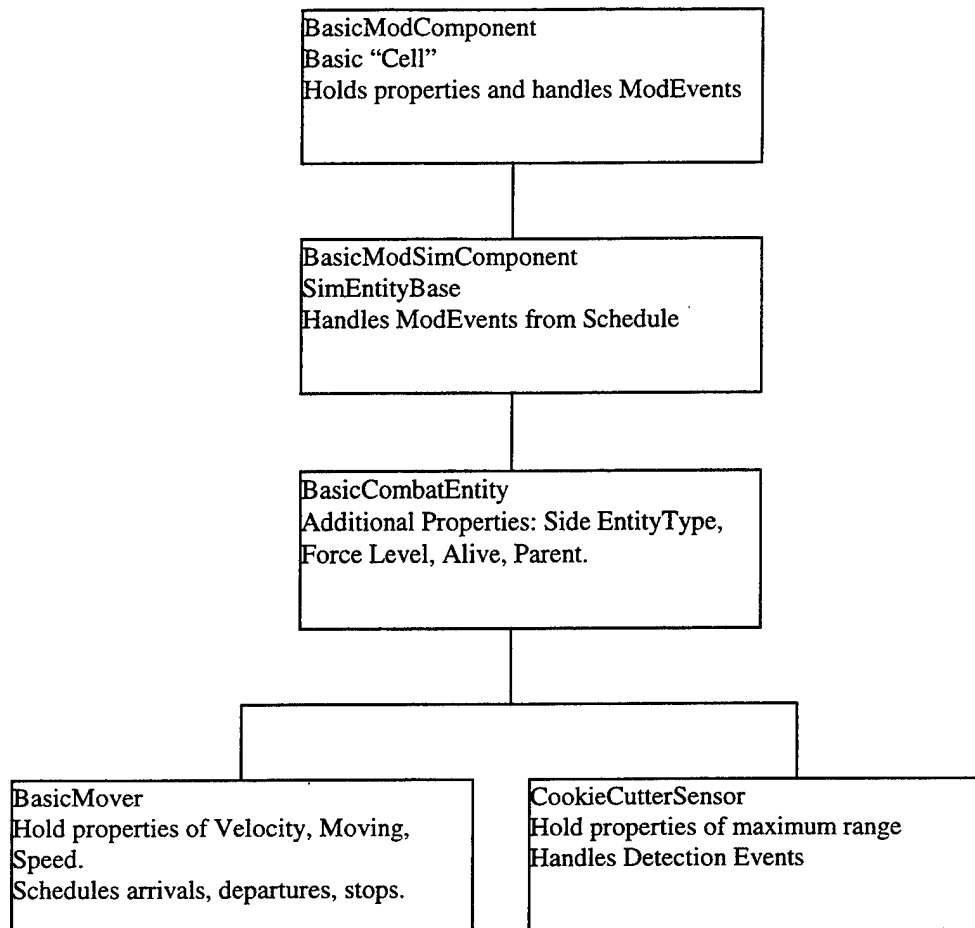 BasicModComponent
Basic “Cell”
Holds properties and handles ModEvents
BasicModSimComponent
SimEntityBase
Handles ModEvents from Schedule
BasicCombatEntity
Additional Properties: Side EntityType,
Force Level, Alive, Parent.
BasicMover
Hold properties of Velocity, Moving,
Speed.
Schedules arrivals, departures, stops.
CookieCutterSensor
Hold properties of maximum range
Handles Detection Events